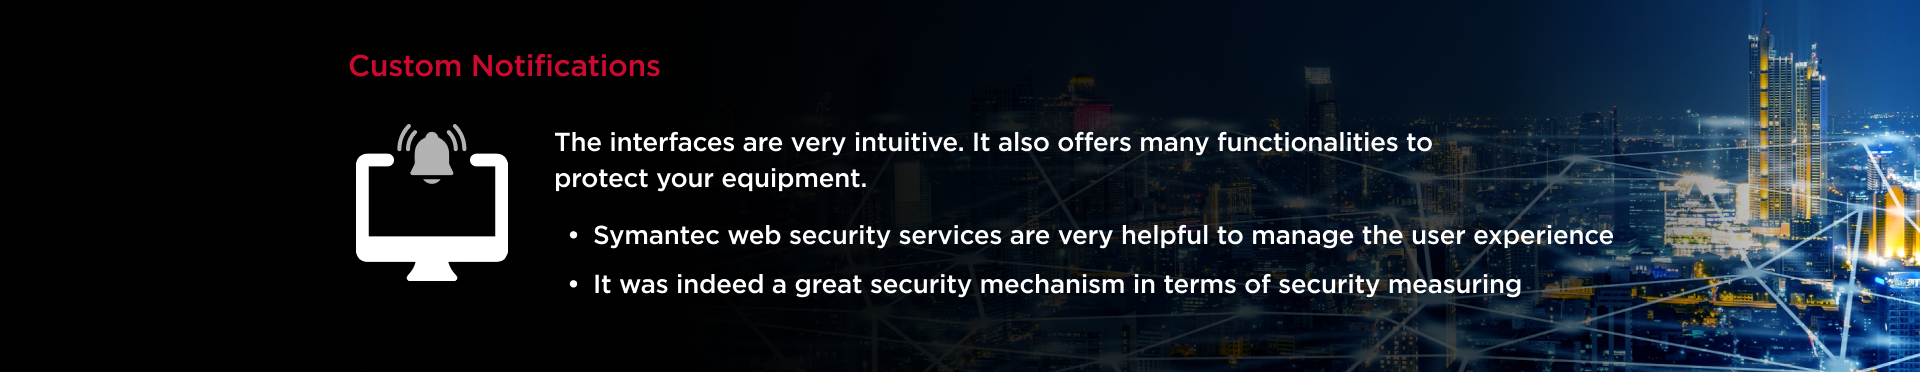 Custom Notifications
The interfaces are very intuitive. It also offers many functionalities to
protect your equipment.
• Symantec web security services are very helpful to manage the user experience
• It was indeed a great security mechanism in terms of security measuring